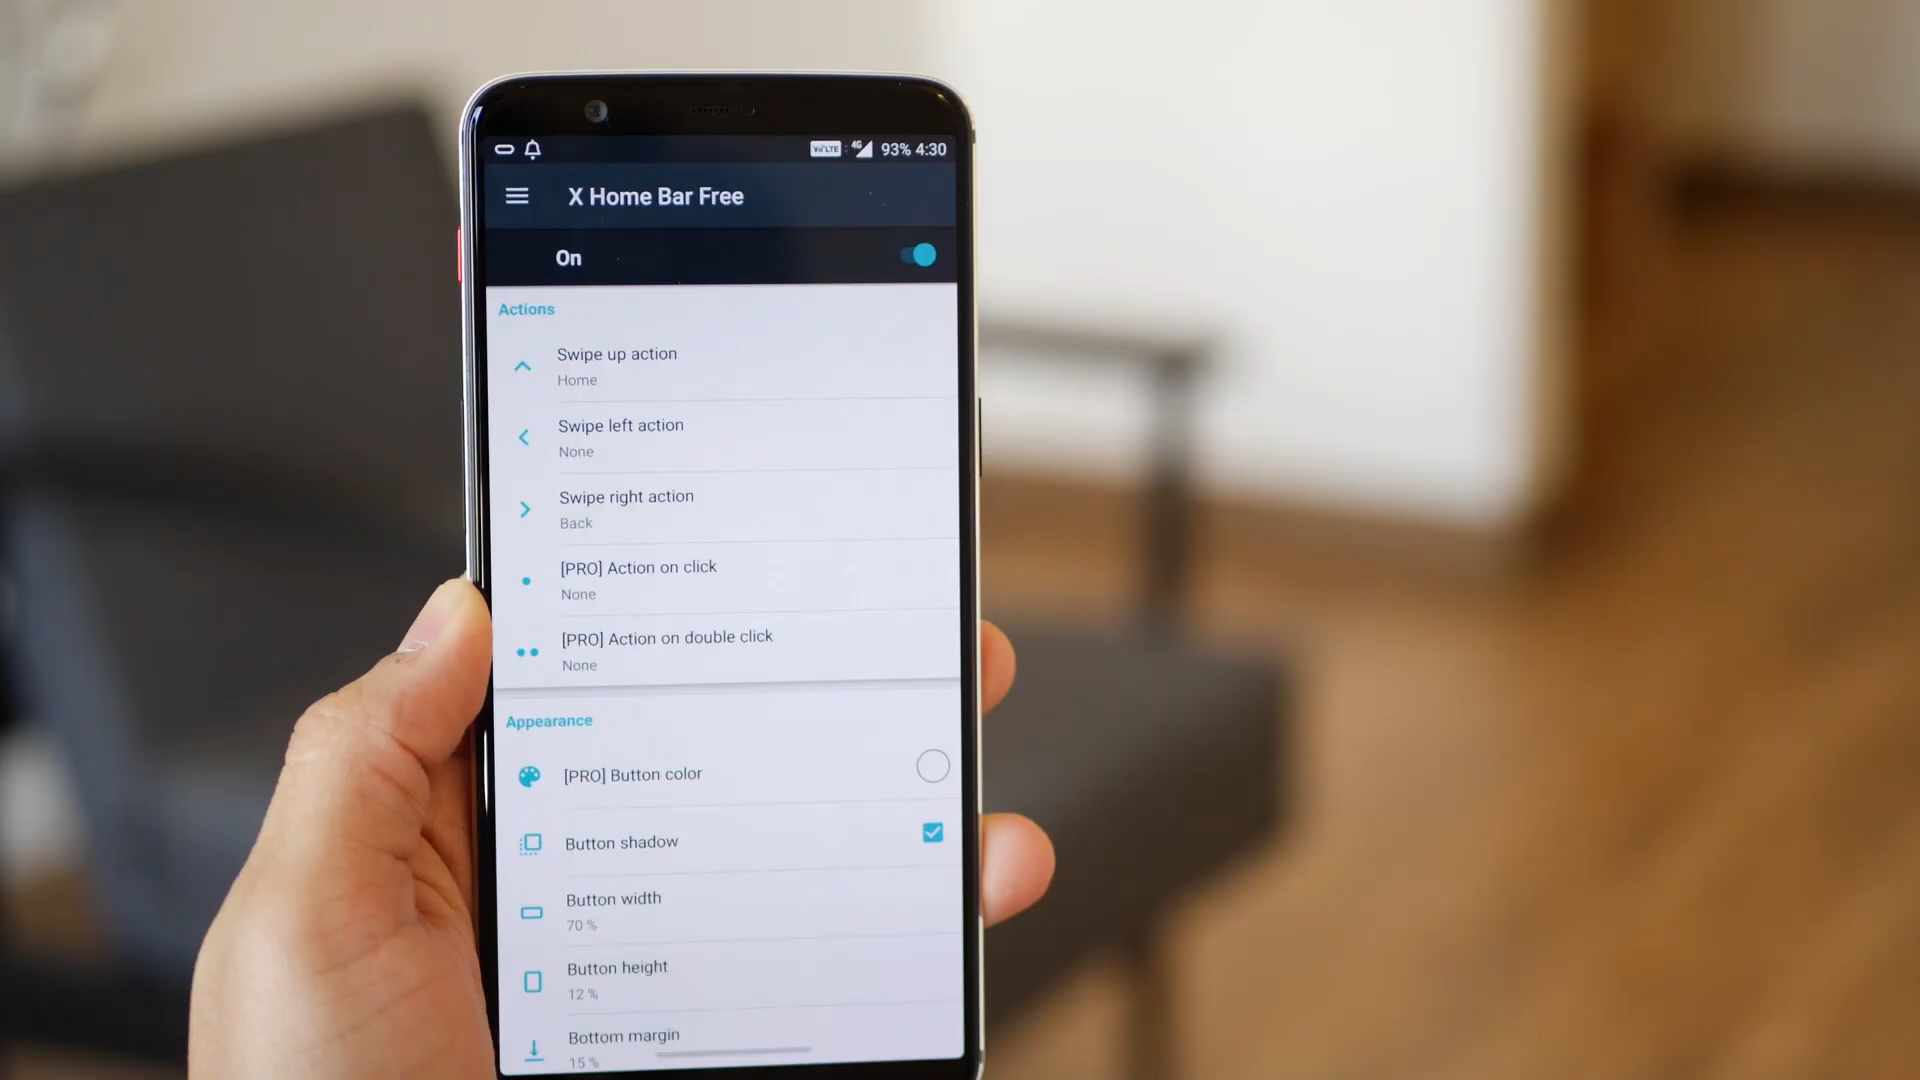 VoLTE 4G 93% 4:30
X Home Bar Free
On
Actions
Swipe up action
Home
Swipe left action
None
Swipe right action
Back
[PRO] Action on click
None
[PRO] Action on double click
None
Appearance
[PRO] Button color
Button shadow
Button width
70 %
Button height
12 %
Bottom margin
15 %